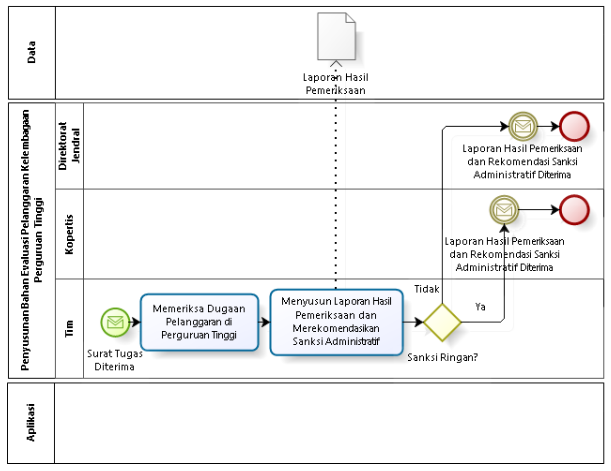 Data
Laporan Hasil
Pemeriksaan
Penyusunan Bahan Evaluasi Pelanggaran Kelembagaan
Perguruan Tinggi
Direktorat
Jendral
Laporan Hasil Pemeriksaan
dan Rekomendasi Sanksi
Administratif Diterima
Kopertis
Laporan Hasil Pemeriksaan
dan Rekomendasi Sanksi
Administratif Diterima
Tim
Surat Tugas
Diterima
Memeriksa Dugaan
Pelanggaran di
Perguruan Tinggi
Menyusun Laporan Hasil
Pemeriksaan dan
Merekomendasikan
Sanksi Administratif
Tidak
Ya
Sanksi Ringan?
Aplikasi